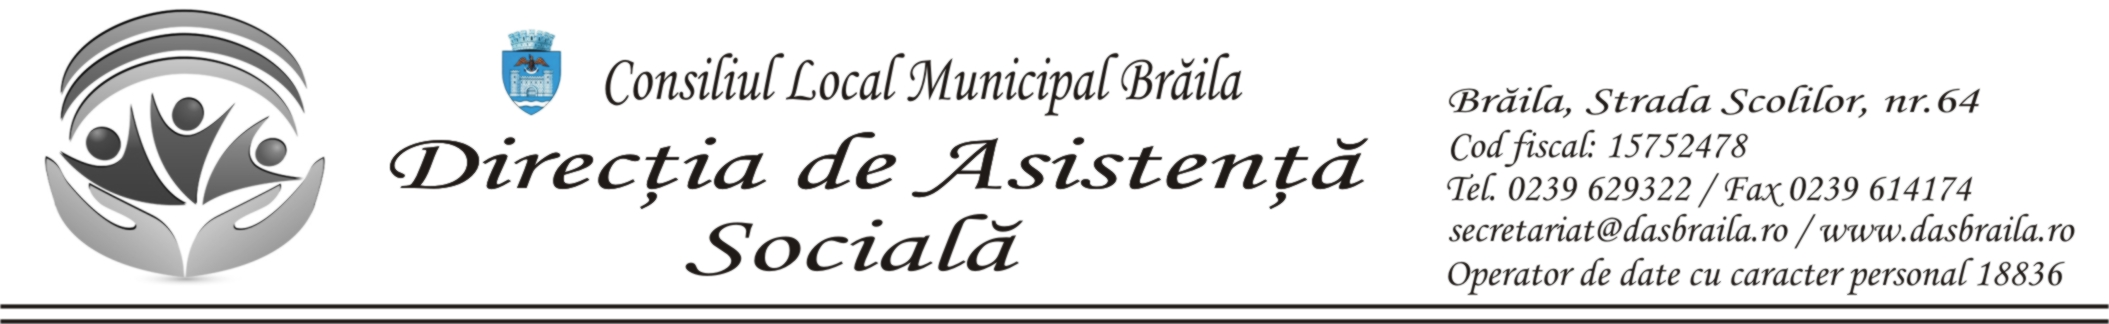 Consiliul Local Municipal Brăila
Direcția de Asistență
Socială
Brăila, Strada Scolilor, nr.64
Cod fiscal: 15752478
Tel. 0239 629322 / Fax 0239 614174
secretariat@dasbraila.ro / www.dasbraila.ro
Operator de date cu caracter personal 18836